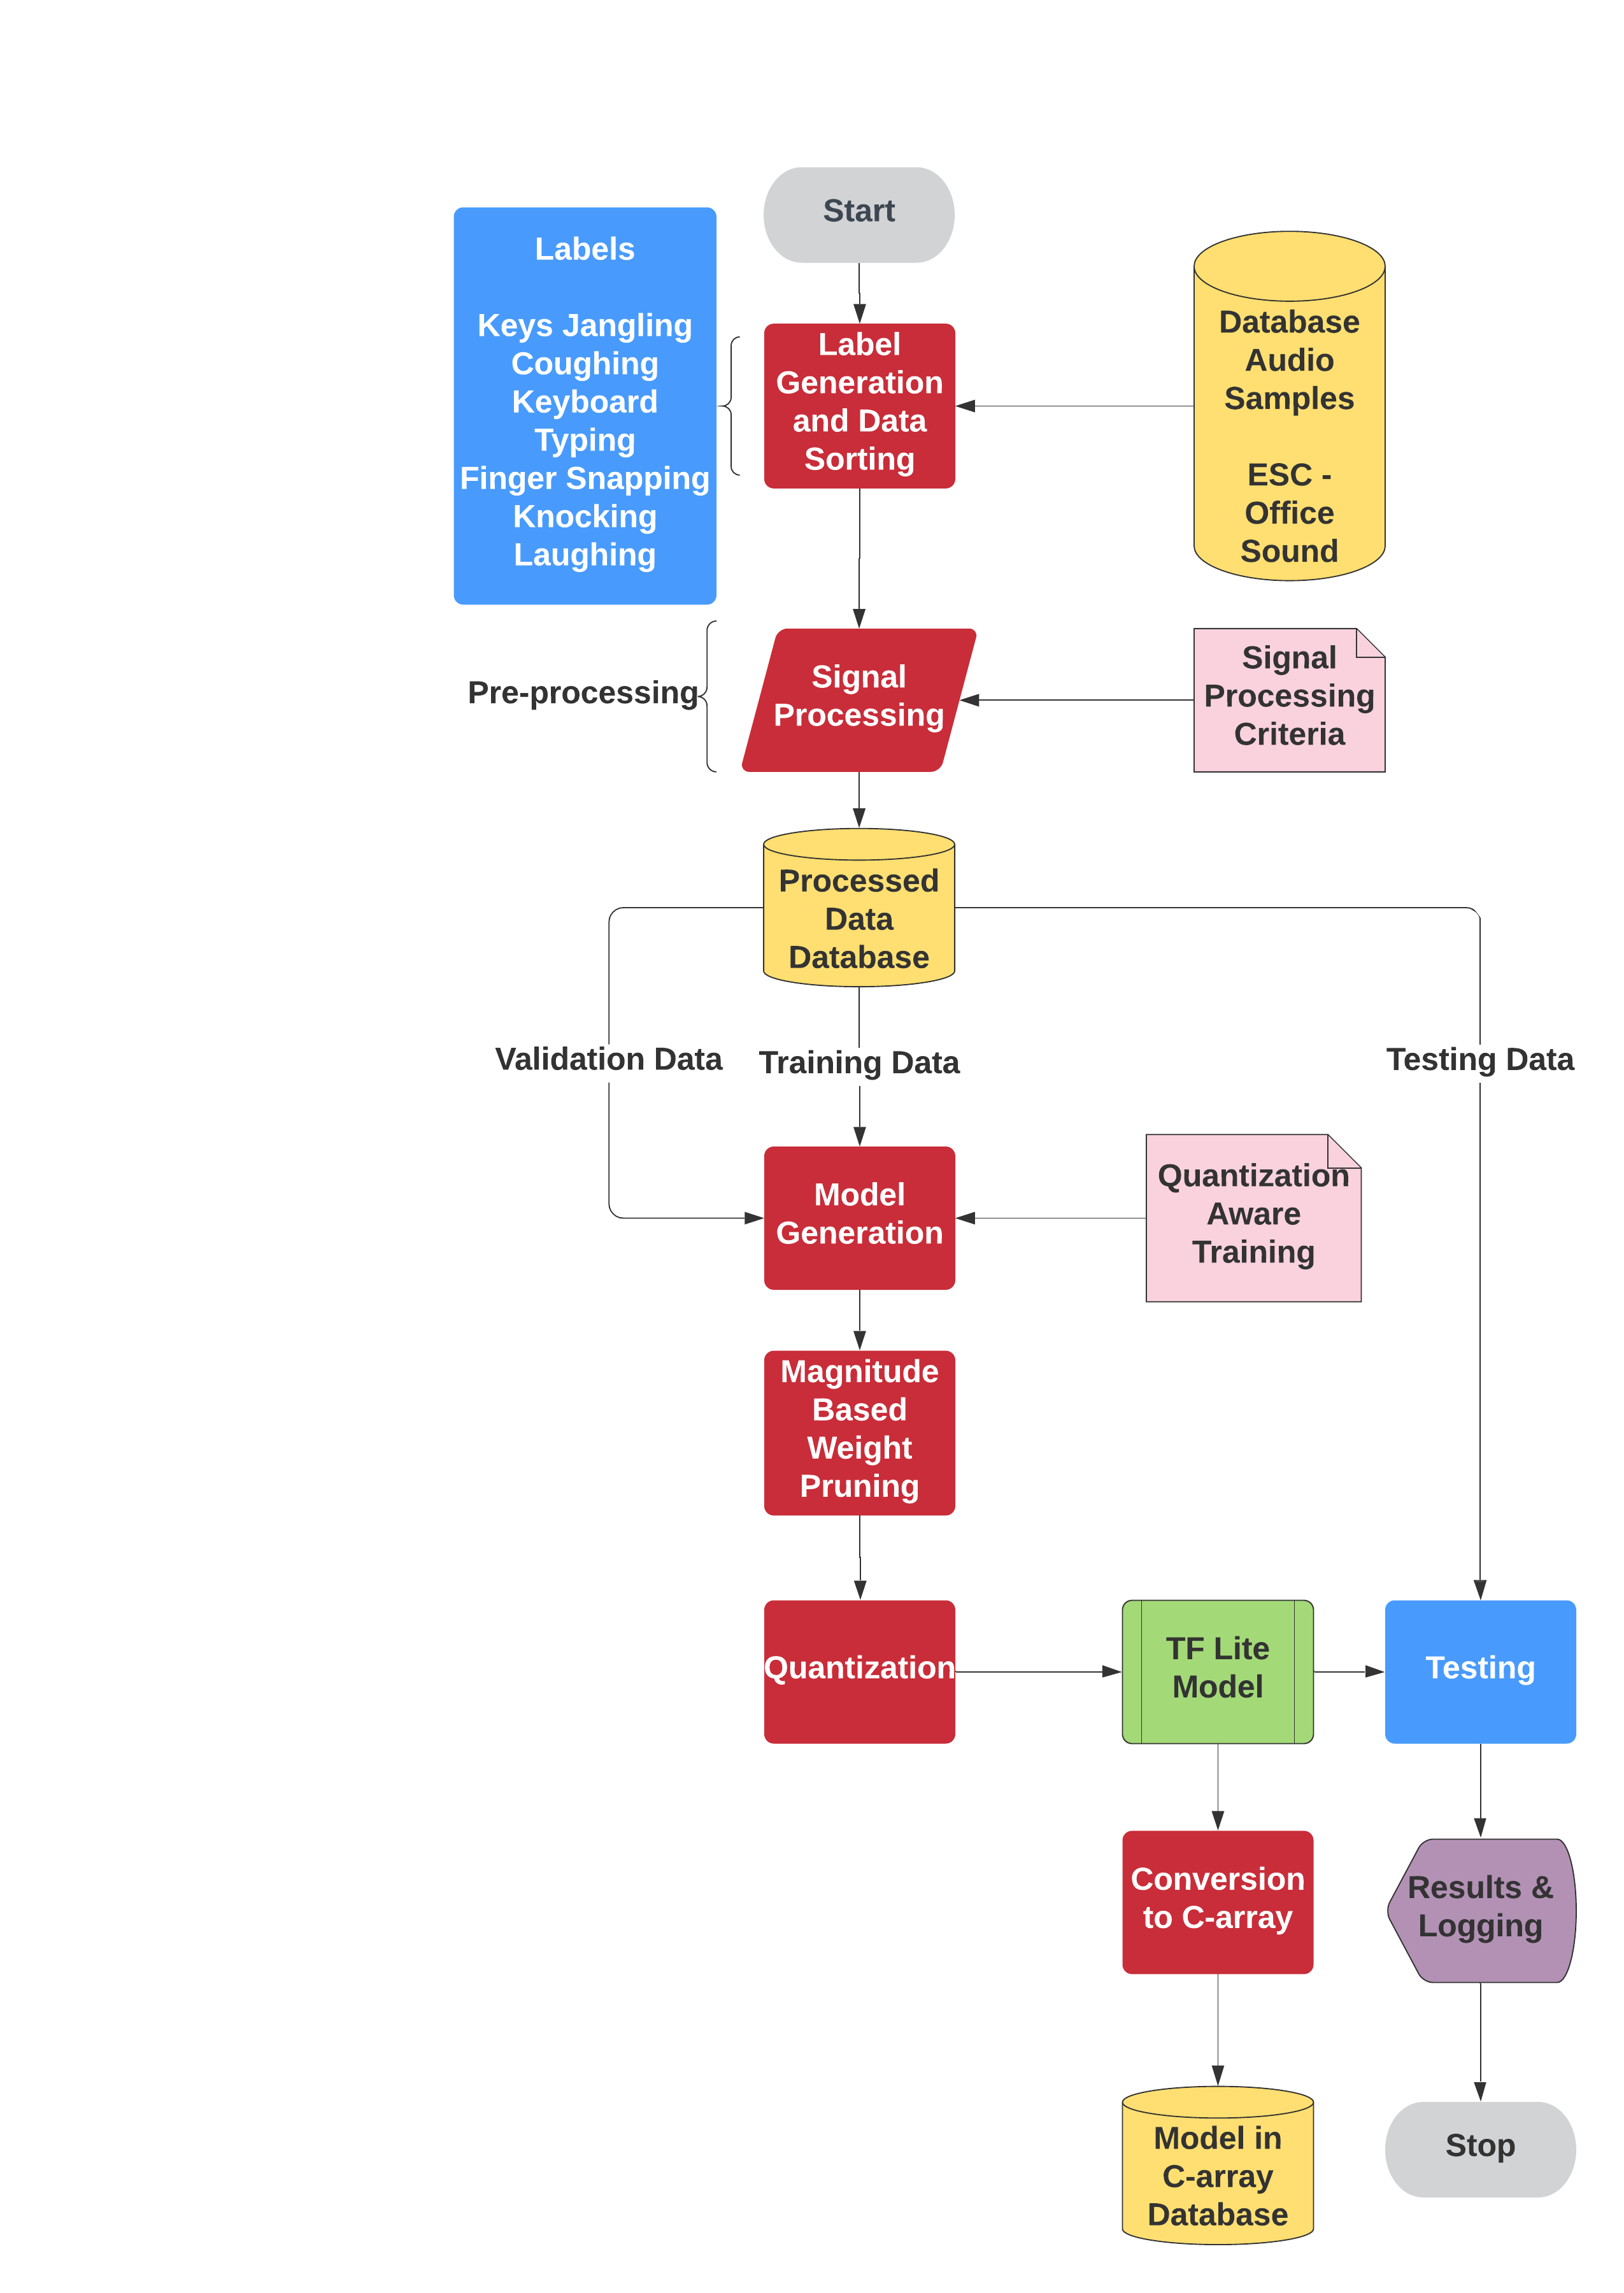 Start
Labels
Keys Jangling
Coughing
Keyboard
Typing
Finger Snapping
Knocking
Laughing
Label
Generation
and Data
Sorting
Database
Audio
Samples
ESC -
Office
Sound
Pre-processing
Signal
Processing
Signal
Processing
Criteria
Processed
Data
Database
Validation Data
Training Data
Testing Data
Model
Generation
Quantization
Aware
Training
Magnitude
Based
Weight
Pruning
Quantization
TF Lite
Model
Testing
Conversion
to C-array
Results &
Logging
Model in
C-array
Database
Stop